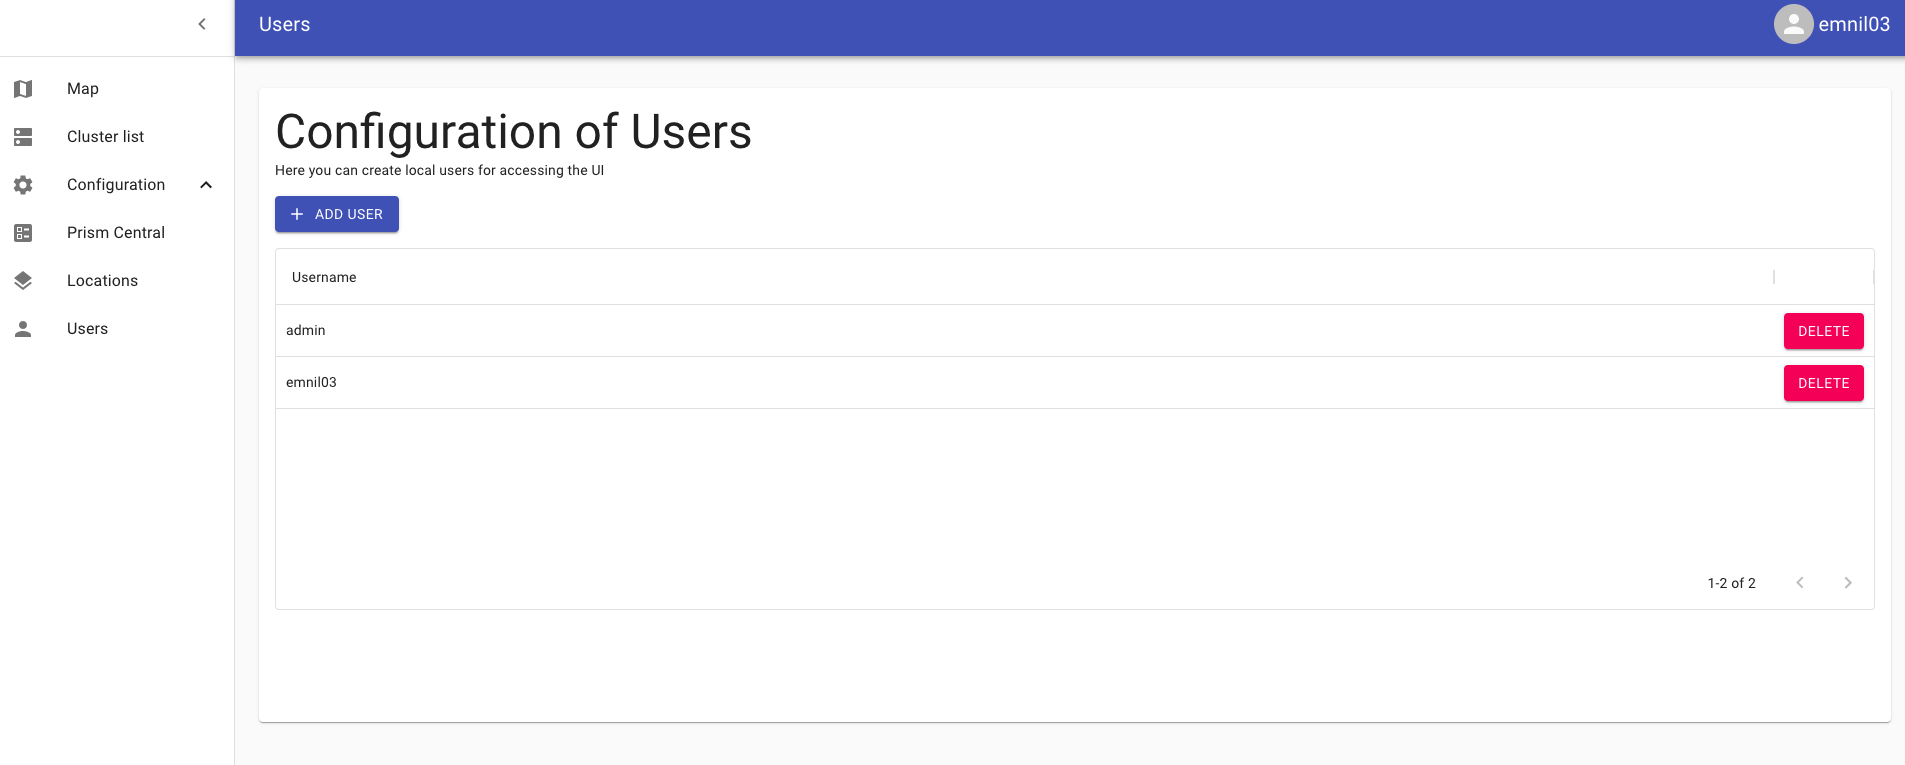 Users
emnil03
Map
Cluster list
Configuration
Prism Central
Locations
Users
Configuration of Users
Here you can create local users for accessing the UI
ADD USER
Username
admin
DELETE
emnil03
DELETE
1-2 of 2